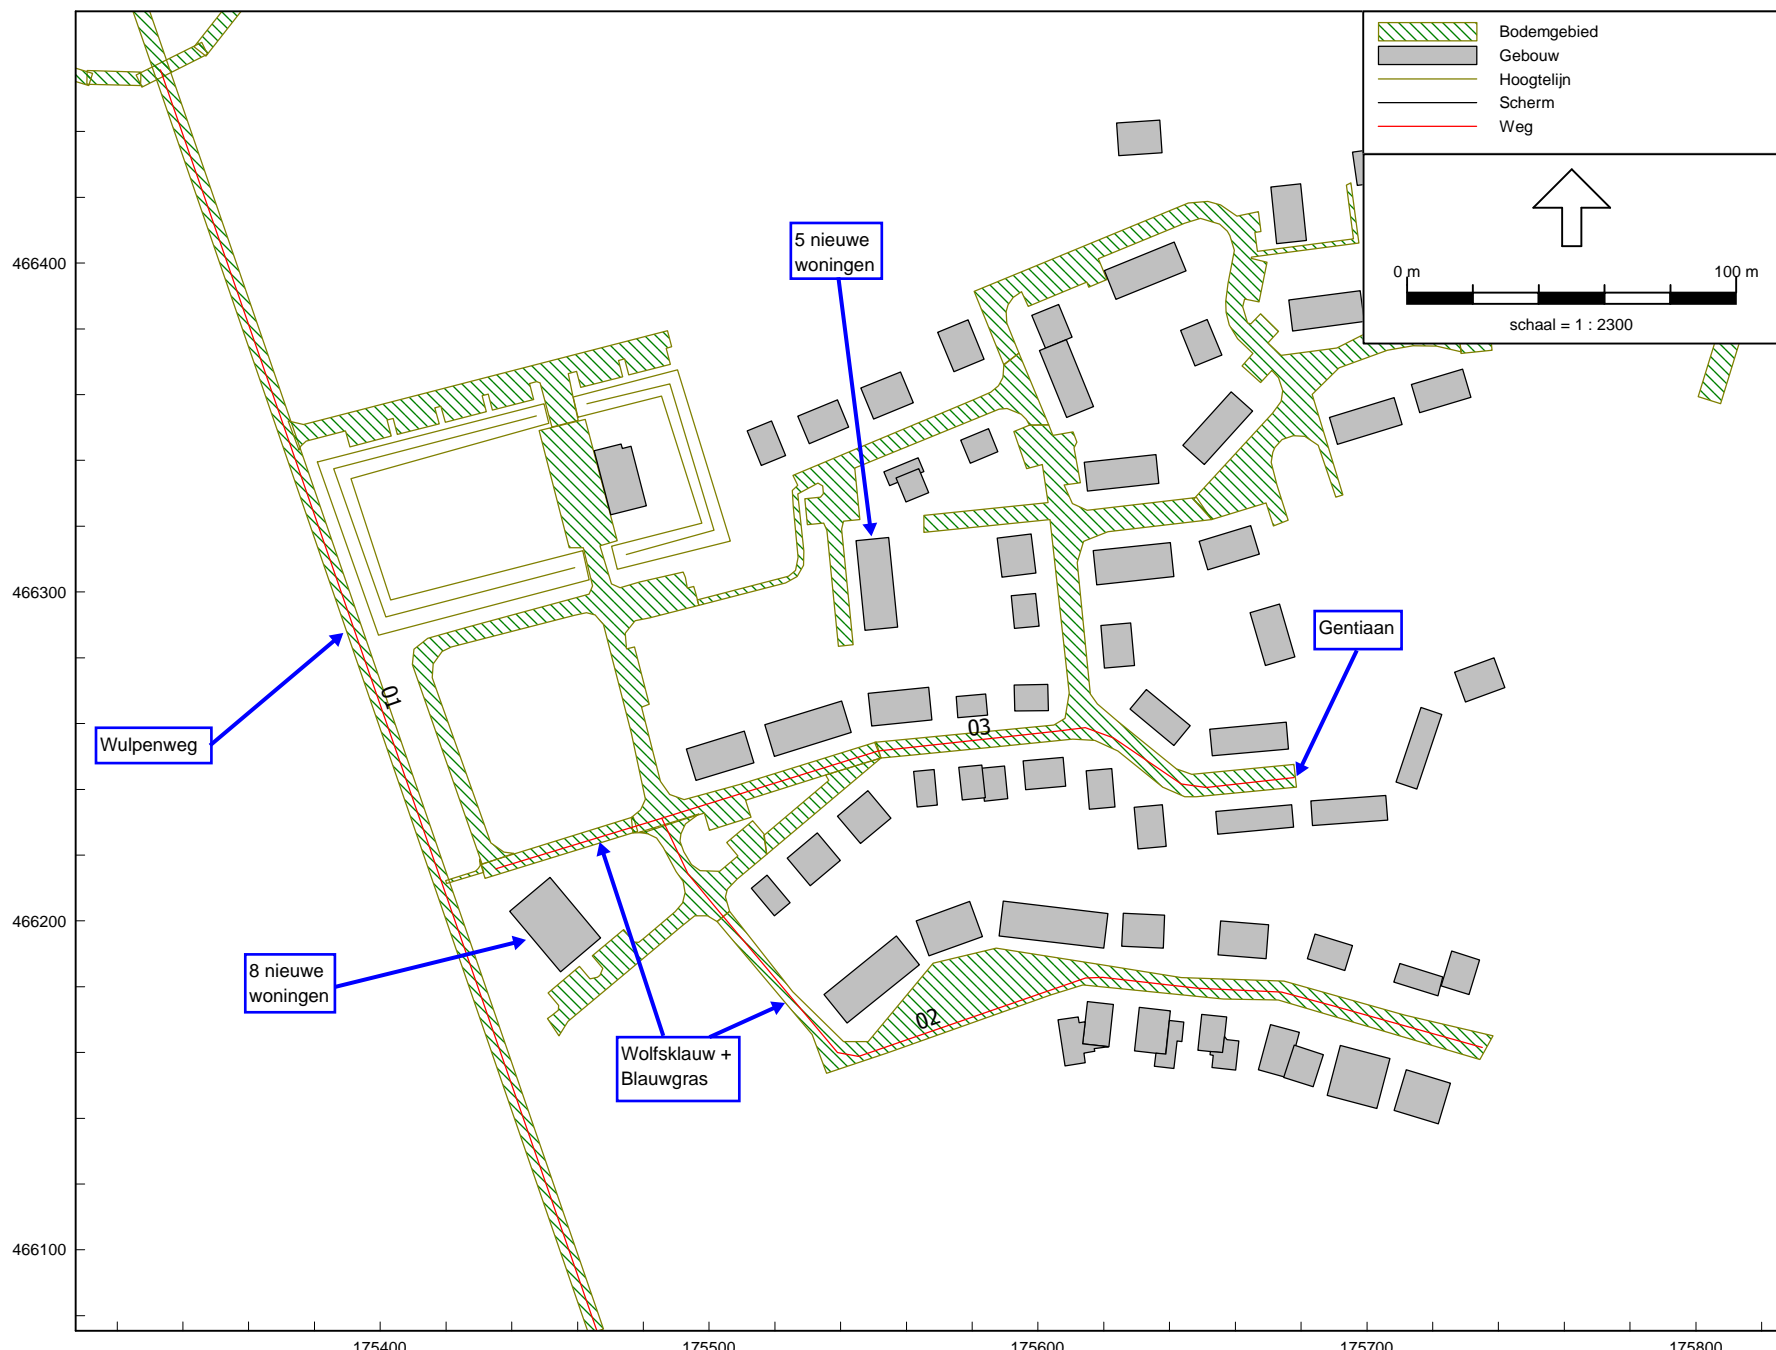 Bodemgebied
Gebouw
Hoogtelijn
Scherm
Weg
0 m
100 m
schaal = 1 : 2300
5 nieuwe
woningen
466400
466300
466200
466100
Gentiaan
01
Wulpenweg
03
8 nieuwe
woningen
02
Wolfsklauw +
Blauwgras
175400
175500
175600
175700
175800